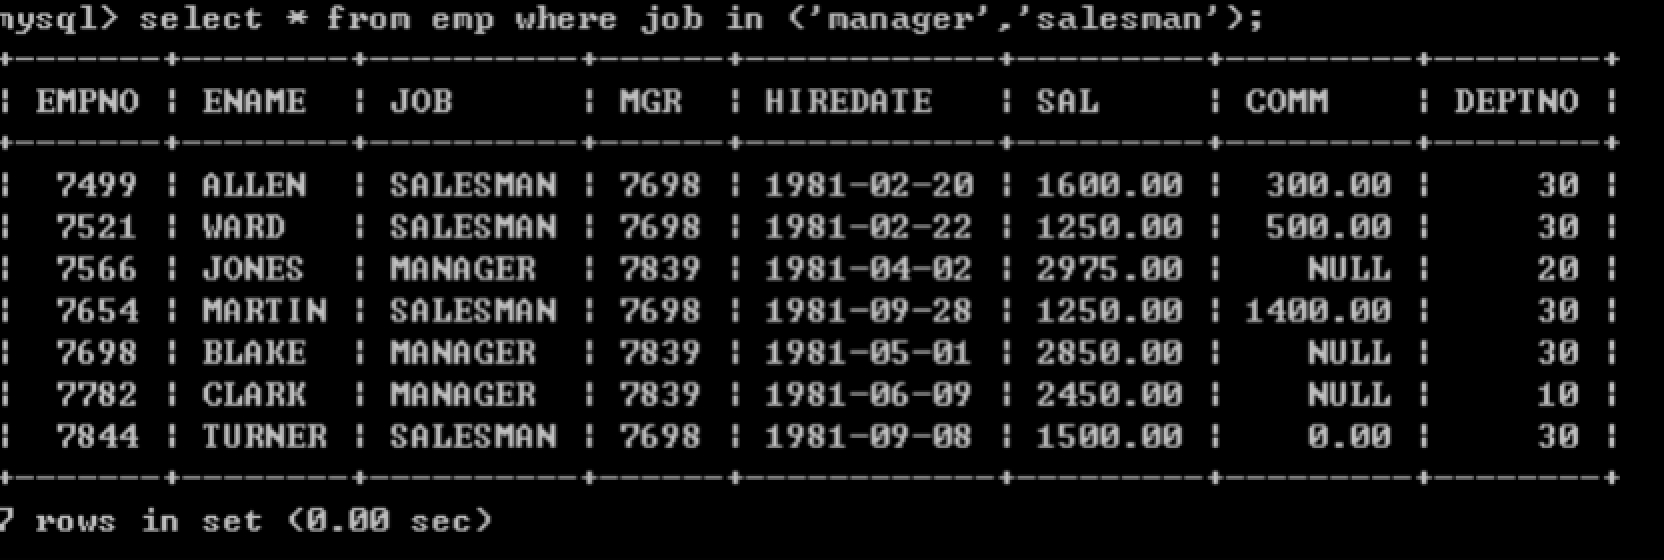 mysql> select * from emp where job in ('manager','salesman');
+-------+--------+----------+------+------------+---------+---------+--------+
| EMPNO | ENAME  | JOB      | MGR  | HIREDATE   | SAL     | COMM    | DEPTNO |
+-------+--------+----------+------+------------+---------+---------+--------+
|  7499 | ALLEN  | SALESMAN | 7698 | 1981-02-20 | 1600.00 |  300.00 |     30 |
|  7521 | WARD   | SALESMAN | 7698 | 1981-02-22 | 1250.00 |  500.00 |     30 |
|  7566 | JONES  | MANAGER  | 7839 | 1981-04-02 | 2975.00 |    NULL |     20 |
|  7654 | MARTIN | SALESMAN | 7698 | 1981-09-28 | 1250.00 | 1400.00 |     30 |
|  7698 | BLAKE  | MANAGER  | 7839 | 1981-05-01 | 2850.00 |    NULL |     30 |
|  7782 | CLARK  | MANAGER  | 7839 | 1981-06-09 | 2450.00 |    NULL |     10 |
|  7844 | TURNER | SALESMAN | 7698 | 1981-09-08 | 1500.00 |    0.00 |     30 |
+-------+--------+----------+------+------------+---------+---------+--------+
7 rows in set (0.00 sec)